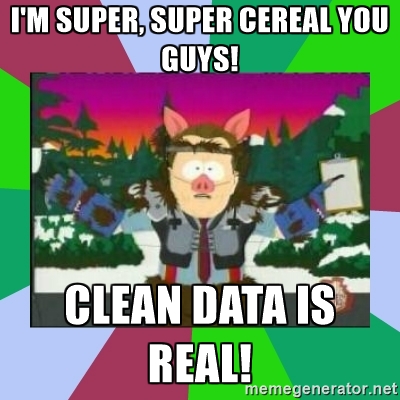 I'M SUPER, SUPER CEREAL YOU
GUYS!
CLEAN DATA IS
REAL!
memegenerator.net